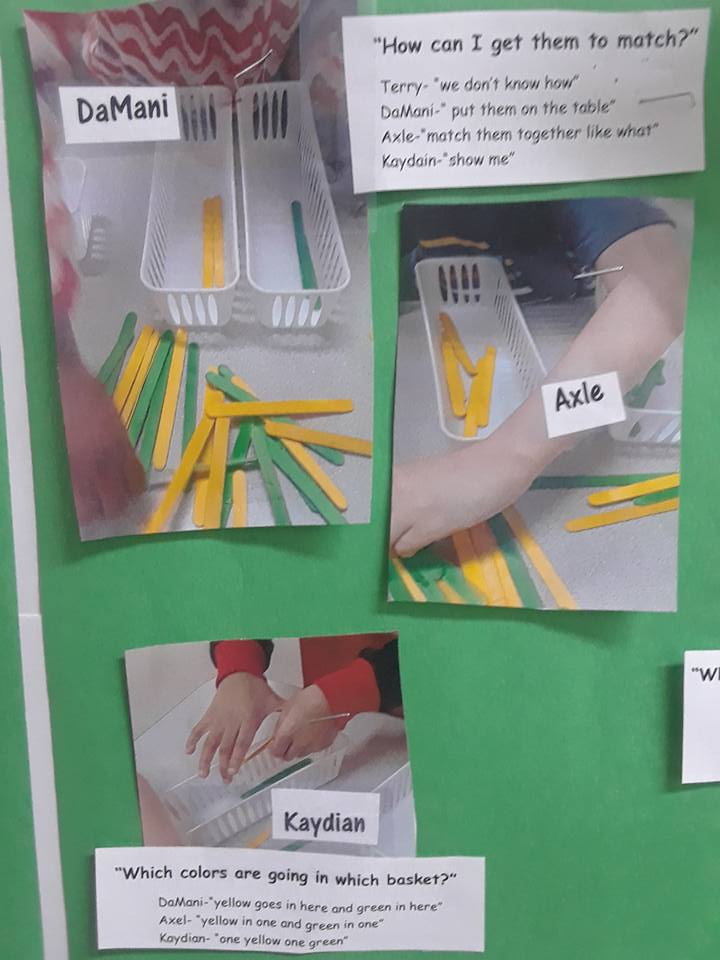 DaMani
"How can I get them to match?"
Terry- "we don't know how"
DaMani-" put them on the table"
Axle-"match them together like what"
Kaydain-"show me"
Axle
"W
Kaydian
"Which colors are going in which basket?"
DaMani-"yellow goes in here and green in here"
Axel- "yellow in one and green in one"
Kaydian- "one yellow one green"